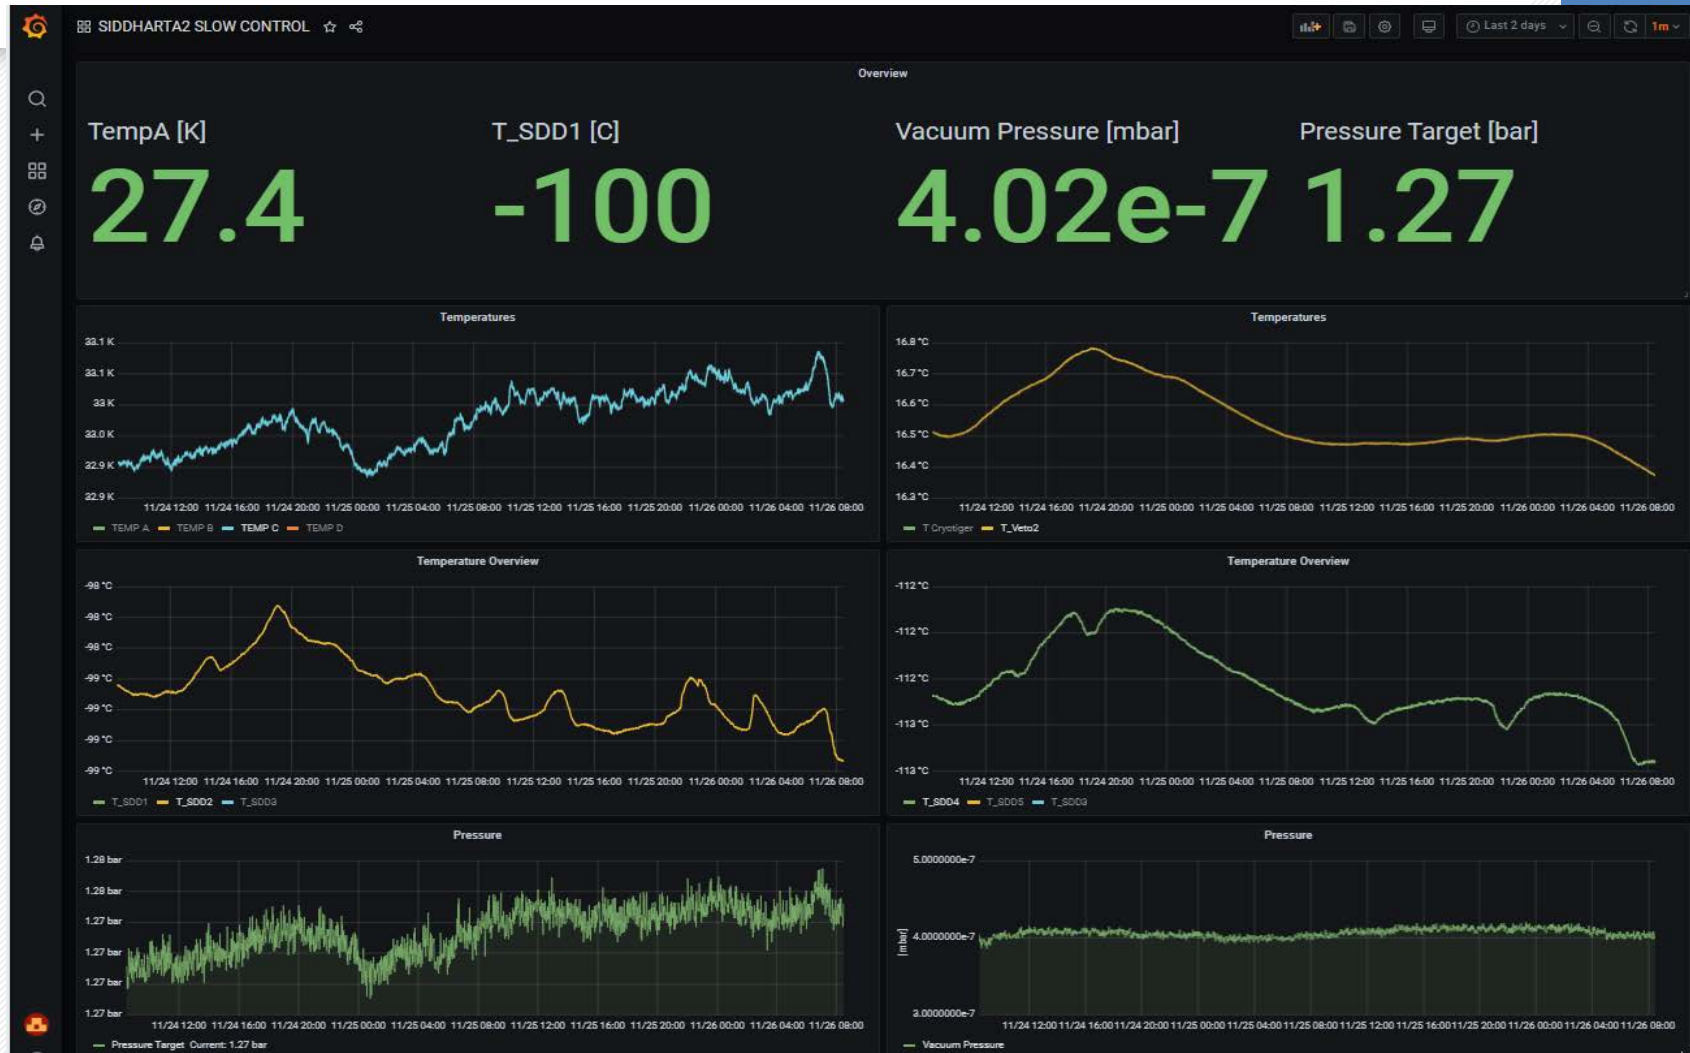 SIDDHARTA2 SLOW CONTROL
Last 2 days
1m
Overview
TempA [K]
27.4
T_SDD1 [C]
-100
Vacuum Pressure [mbar]
4.02e-7
Pressure Target [bar]
1.27
Temperatures
33.1 K
33.1 K
33 K
33.0 K
32.9 K
32.9 K
11/24 12:00 11/24 16:00 11/24 20:00 11/25 00:00 11/25 04:00 11/25 08:00 11/25 12:00 11/25 16:00 11/25 20:00 11/26 00:00 11/26 04:00 11/26 08:00
TEMP A TEMP B TEMP C TEMP D
Temperatures
16.8 °C
16.7 °C
16.6 °C
16.5 °C
16.4 °C
16.3 °C
11/24 12:00 11/24 16:00 11/24 20:00 11/25 00:00 11/25 04:00 11/25 08:00 11/25 12:00 11/25 16:00 11/25 20:00 11/26 00:00 11/26 04:00 11/26 08:00
T Cryotiger T_Veto2
Temperature Overview
-98 °C
-98 °C
-98 °C
-99 °C
-99 °C
-99 °C
-99 °C
11/24 12:00 11/24 16:00 11/24 20:00 11/25 00:00 11/25 04:00 11/25 08:00 11/25 12:00 11/25 16:00 11/25 20:00 11/26 00:00 11/26 04:00 11/26 08:00
T_SDD1 T_SDD2 T_SDD3
Temperature Overview
-112 °C
-112 °C
-112 °C
-113 °C
-113 °C
11/24 12:00 11/24 16:00 11/24 20:00 11/25 00:00 11/25 04:00 11/25 08:00 11/25 12:00 11/25 16:00 11/25 20:00 11/26 00:00 11/26 04:00 11/26 08:00
T_SDD4 T_SDD5 T_SDD3
Pressure
1.28 bar
1.28 bar
1.27 bar
1.27 bar
1.27 bar
1.27 bar
11/24 12:00 11/24 16:00 11/24 20:00 11/25 00:00 11/25 04:00 11/25 08:00 11/25 12:00 11/25 16:00 11/25 20:00 11/26 00:00 11/26 04:00 11/26 08:00
Pressure Target Current: 1.27 bar
Pressure
5.0000000e-7
4.0000000e-7
3.0000000e-7
[mbar]
11/24 12:00 11/24 16:00 11/24 20:00 11/25 00:00 11/25 04:00 11/25 08:00 11/25 12:00 11/25 16:00 11/25 20:00 11/26 00:00 11/26 04:00 11/26 08:00
Vacuum Pressure